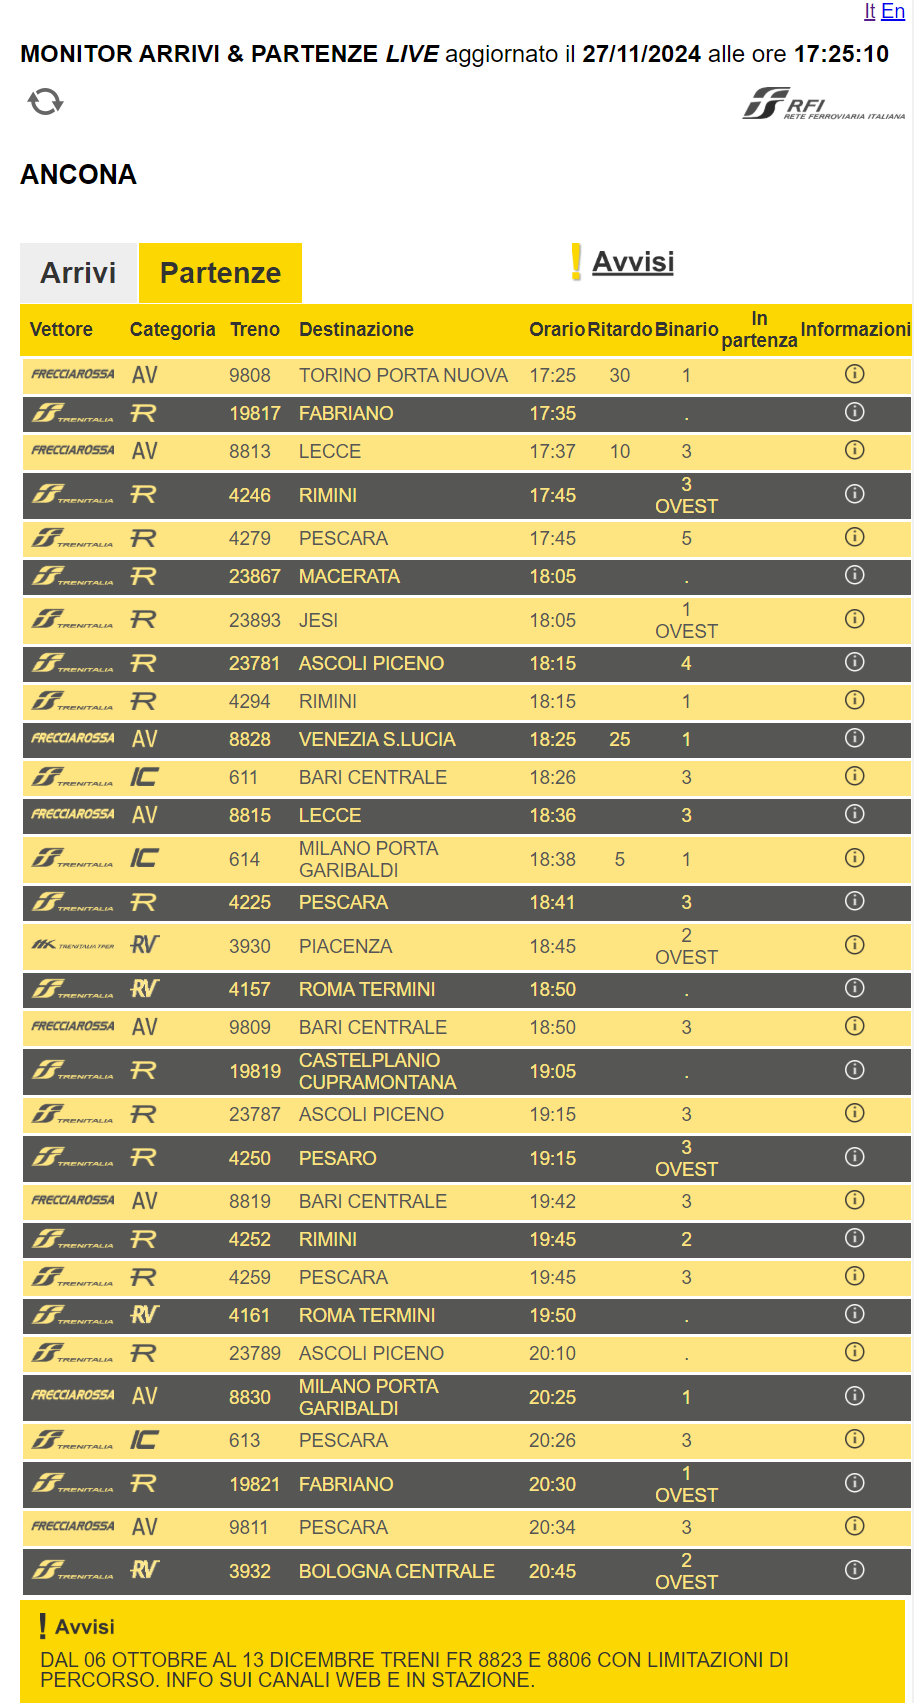 It En
MONITOR ARRIVI & PARTENZE LIVE aggiornato il 27/11/2024 alle ore 17:25:10
RFI
RETE FERROVIARIA ITALIANA
ANCONA
Arrivi Partenze ! Avvisi
Vettore Categoria Treno Destinazione Orario Ritardo Binario In partenza Informazioni
FRECCIAROSSA AV 9808 TORINO PORTA NUOVA 17:25 30 1
TRENITALIA R 19817 FABRIANO 17:35 .
FRECCIAROSSA AV 8813 LECCE 17:37 10 3
TRENITALIA R 4246 RIMINI 17:45 3 OVEST
TRENITALIA R 4279 PESCARA 17:45 5
TRENITALIA R 23867 MACERATA 18:05 .
TRENITALIA R 23893 JESI 18:05 1 OVEST
TRENITALIA R 23781 ASCOLI PICENO 18:15 4
TRENITALIA R 4294 RIMINI 18:15 1
FRECCIAROSSA AV 8828 VENEZIA S.LUCIA 18:25 25 1
TRENITALIA IC 611 BARI CENTRALE 18:26 3
FRECCIAROSSA AV 8815 LECCE 18:36 3
TRENITALIA IC 614 MILANO PORTA GARIBALDI 18:38 5 1
TRENITALIA R 4225 PESCARA 18:41 3
TRENITALIA TPER RV 3930 PIACENZA 18:45 2 OVEST
TRENITALIA RV 4157 ROMA TERMINI 18:50 .
FRECCIAROSSA AV 9809 BARI CENTRALE 18:50 3
TRENITALIA R 19819 CASTELPLANIO CUPRAMONTANA 19:05 .
TRENITALIA R 23787 ASCOLI PICENO 19:15 3
TRENITALIA R 4250 PESARO 19:15 3 OVEST
FRECCIAROSSA AV 8819 BARI CENTRALE 19:42 3
TRENITALIA R 4252 RIMINI 19:45 2
TRENITALIA R 4259 PESCARA 19:45 3
TRENITALIA RV 4161 ROMA TERMINI 19:50 .
TRENITALIA R 23789 ASCOLI PICENO 20:10 .
FRECCIAROSSA AV 8830 MILANO PORTA GARIBALDI 20:25 1
TRENITALIA IC 613 PESCARA 20:26 3
TRENITALIA R 19821 FABRIANO 20:30 1 OVEST
FRECCIAROSSA AV 9811 PESCARA 20:34 3
TRENITALIA RV 3932 BOLOGNA CENTRALE 20:45 2 OVEST
! Avvisi
DAL 06 OTTOBRE AL 13 DICEMBRE TRENI FR 8823 E 8806 CON LIMITAZIONI DI
PERCORSO. INFO SUI CANALI WEB E IN STAZIONE.